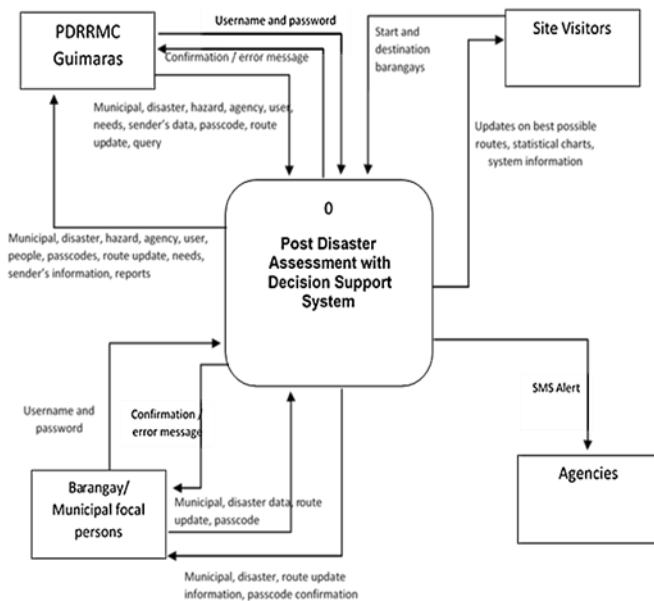 PDRRMC
Guimaras
Username and password
Confirmation / error message
Municipal, disaster, hazard, agency, user,
needs, sender's data, passcode, route
update, query
Start and
destination
barangays
Site Visitors
Updates on best possible
routes, statistical charts,
system information
Municipal, disaster, hazard, agency, user,
people, passcodes, route update, needs,
sender's information, reports
0
Post Disaster
Assessment with
Decision Support
System
Username and
password
Confirmation /
error message
SMS Alert
Agencies
Barangay/
Municipal focal
persons
Municipal, disaster data, route
update, passcode
Municipal, disaster, route update
information, passcode confirmation